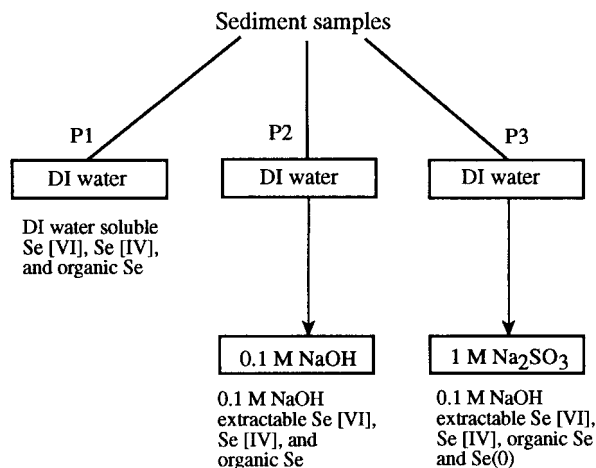 Sediment samples
P1
P2
P3
DI water
DI water
DI water
DI water soluble
Se [VI], Se [IV],
and organic Se
0.1 M NaOH
1 M Na₂SO₃
0.1 M NaOH
extractable Se [VI],
Se [IV], and
organic Se
0.1 M NaOH
extractable Se [VI],
Se [IV], organic Se
and Se(0)